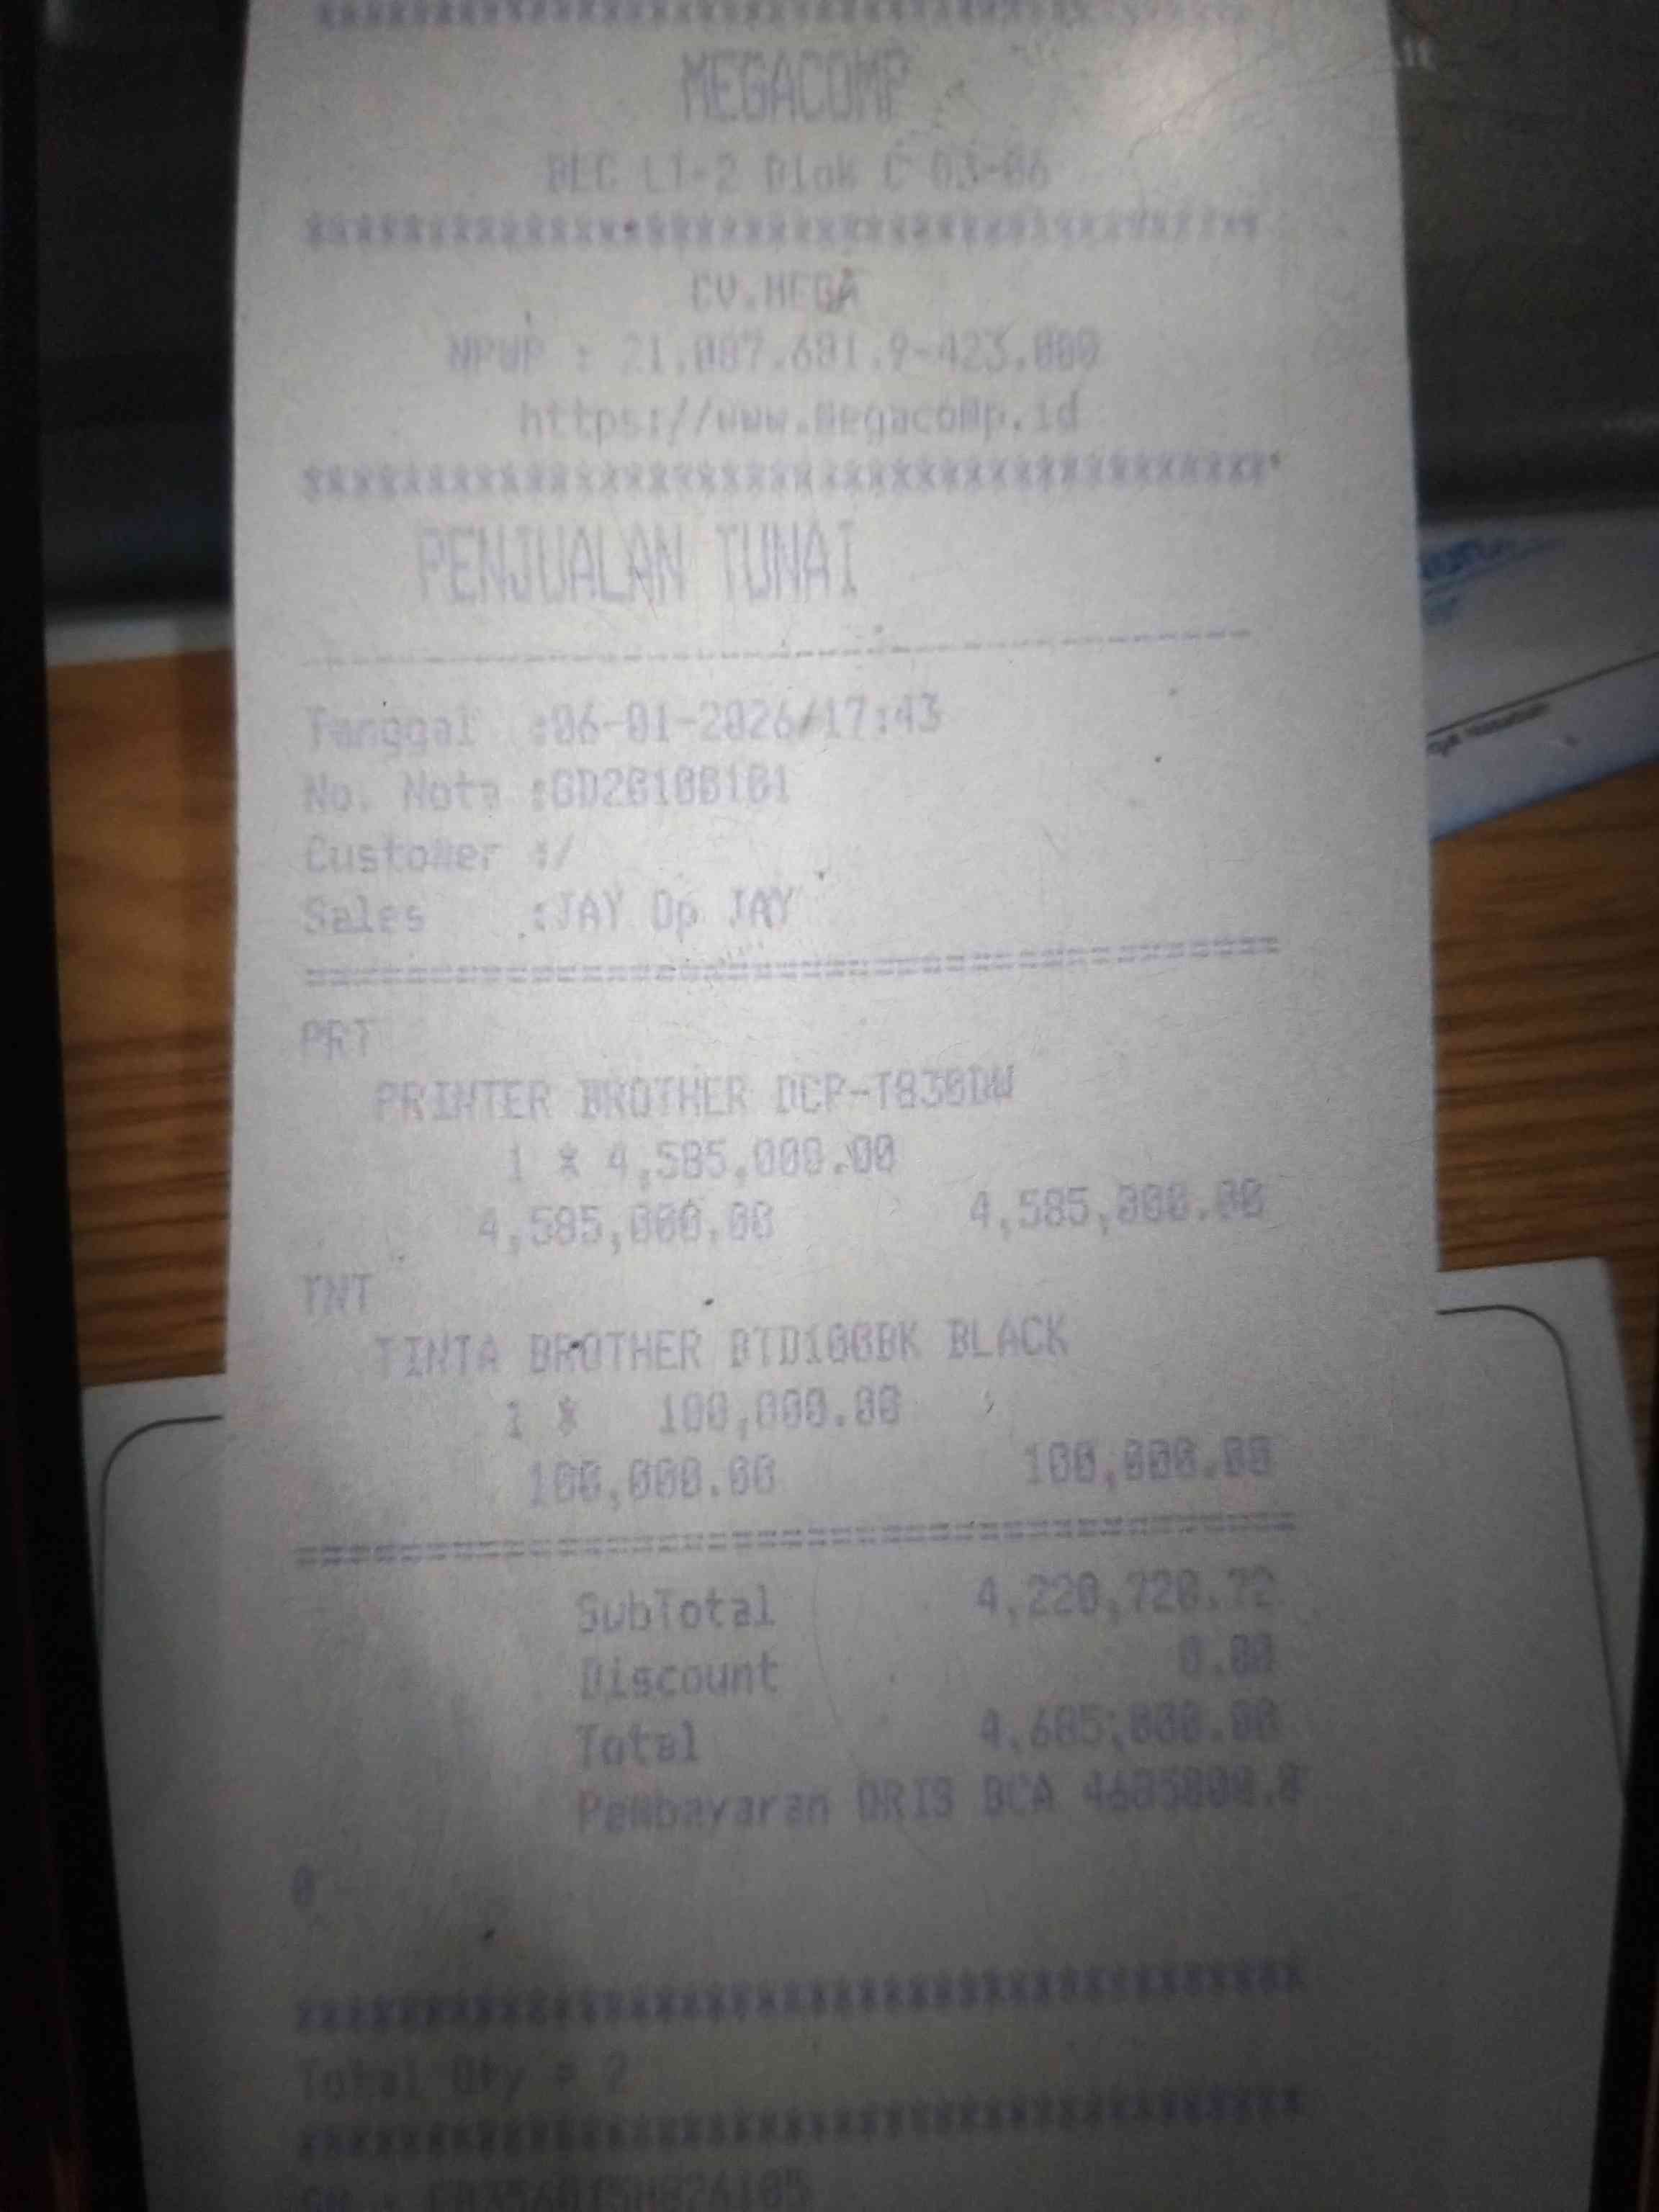 ****************************************
MEGACOMP
BEC L1-2 Blok C 03-06
****************************************
CV.MEGA
NPWP : 21.087.681.9-423.000
https://www.megacomp.id
****************************************
PENJUALAN TUNAI
----------------------------------------
Tanggal :06-01-2026/17:43
No. Nota :
Customer :/
Sales :JAY Op JAY
========================================
PRT
PRINTER BROTHER DCP-T830DW
1 * 4,585,000.00
4,585,000.00 4,585,000.00
TNT
TINTA BROTHER BTD100BK BLACK
1 * 100,000.00
100,000.00 100,000.00
========================================
SubTotal 4,220,720.72
Discount 0.00
Total 4,685,000.00
Pembayaran QRIS BCA 4685000.0
0
****************************************
Total Qty = 2
****************************************
SN :